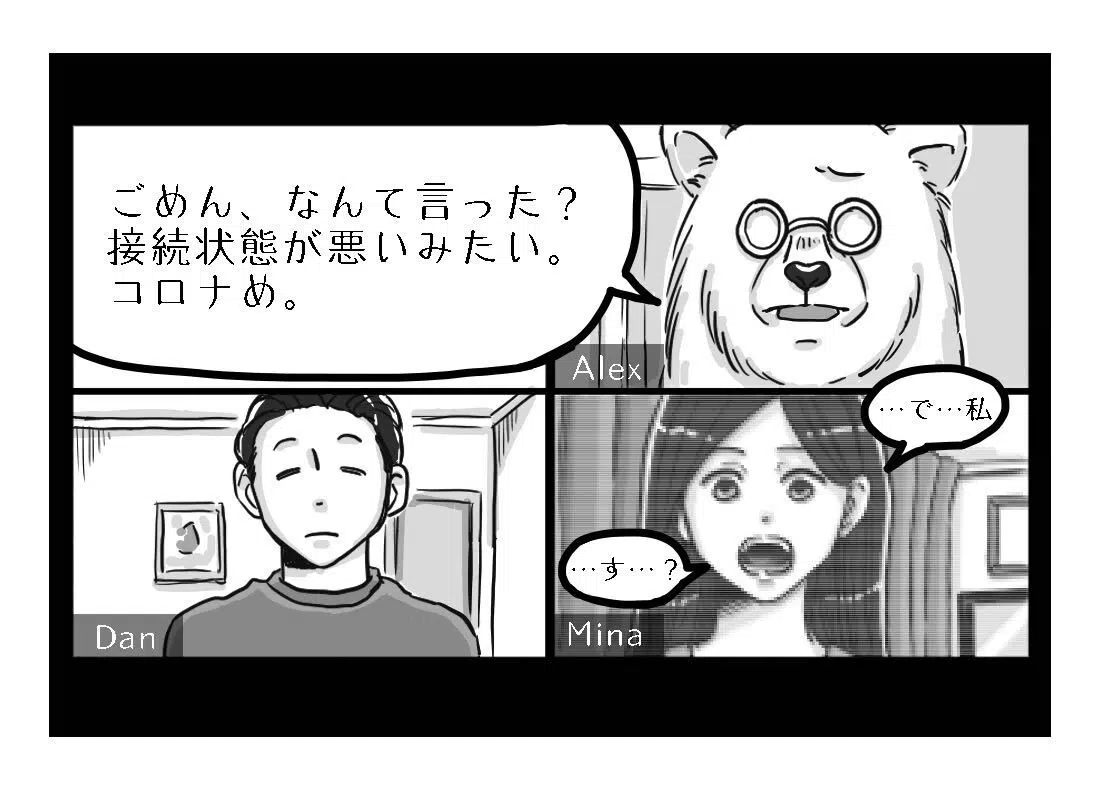 ごめん、なんて言った？
接続状態が悪いみたい。
コロナめ。
Alex
…で…私
…す…？
Dan
Mina